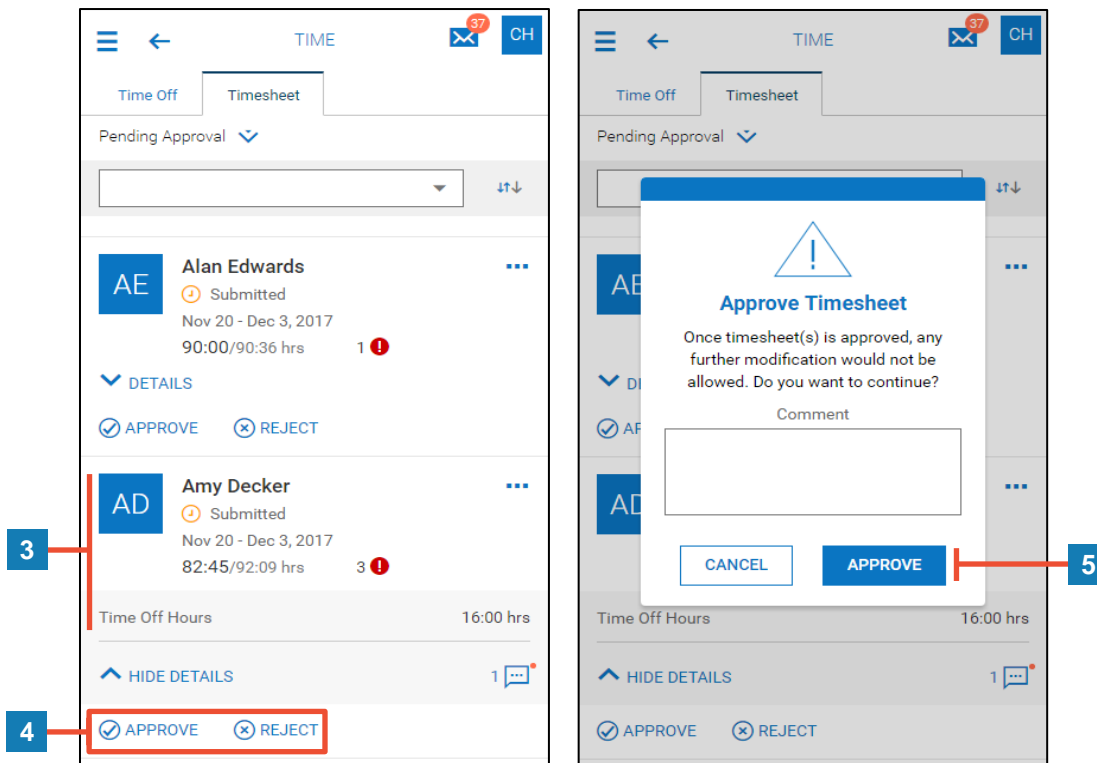 TIME
37
CH
Time Off
Timesheet
Pending Approval
AE
Alan Edwards
Submitted
Nov 20 - Dec 3, 2017
90:00/90:36 hrs 1
DETAILS
APPROVE REJECT
3
AD
Amy Decker
Submitted
Nov 20 - Dec 3, 2017
82:45/92:09 hrs 3
Time Off Hours 16:00 hrs
HIDE DETAILS 1
4
APPROVE REJECT
TIME
37
CH
Time Off
Timesheet
Pending Approval
AE
DE
AP
AD
Approve Timesheet
Once timesheet(s) is approved, any
further modification would not be
allowed. Do you want to continue?
Comment
CANCEL APPROVE
5
Time Off Hours 16:00 hrs
HIDE DETAILS 1
APPROVE REJECT